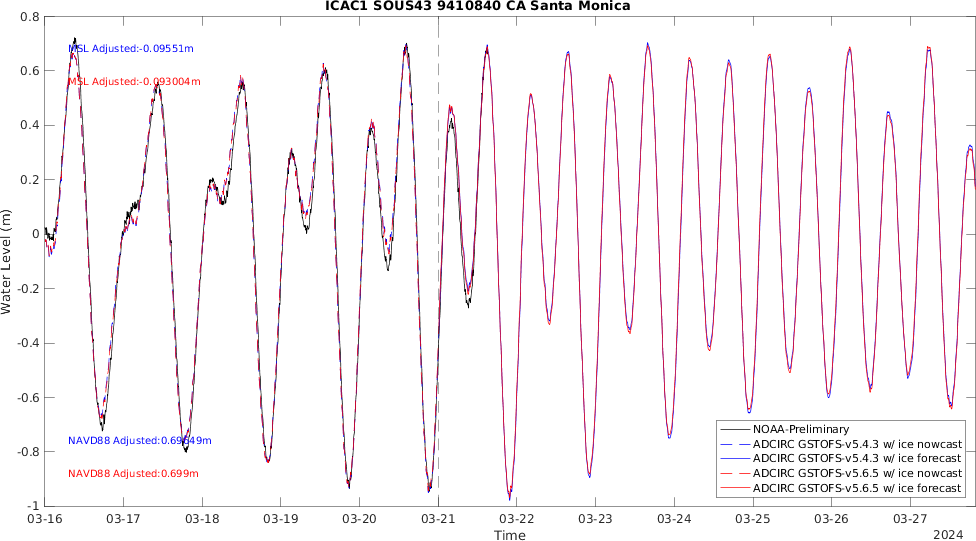 ICAC1 SOUS43 9410840 CA Santa Monica
0.8
0.6
0.4
0.2
0
-0.2
-0.4
-0.6
-0.8
-1
Water Level (m)
MSL Adjusted:-0.09551m
MSL Adjusted:-0.093004m
NAVD88 Adjusted:0.69649m
NAVD88 Adjusted:0.699m
NOAA-Preliminary
ADCIRC GSTOFS-v5.4.3 w/ ice nowcast
ADCIRC GSTOFS-v5.4.3 w/ ice forecast
ADCIRC GSTOFS-v5.6.5 w/ ice nowcast
ADCIRC GSTOFS-v5.6.5 w/ ice forecast
03-16 03-17 03-18 03-19 03-20 03-21 03-22 03-23 03-24 03-25 03-26 03-27
Time
2024